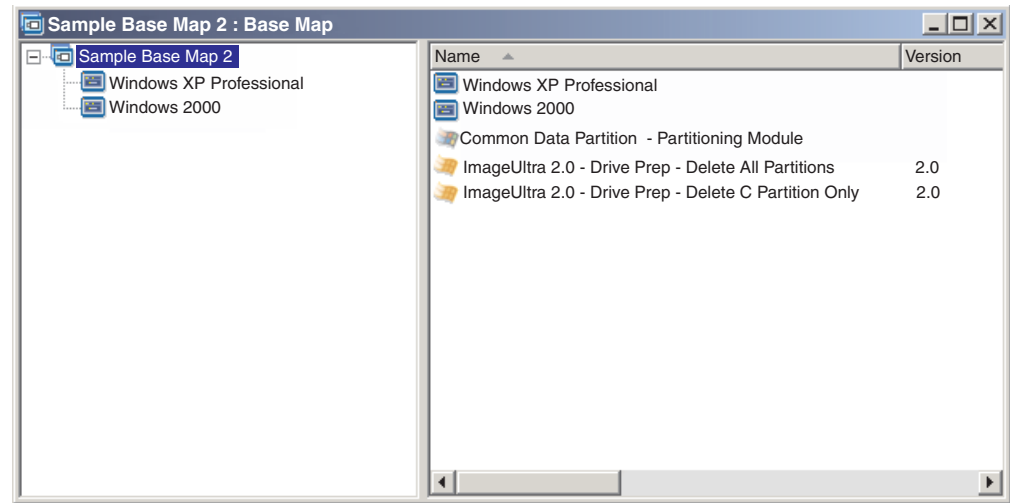 Sample Base Map 2 : Base Map
Sample Base Map 2
Windows XP Professional
Windows 2000
Name Version
Windows XP Professional
Windows 2000
Common Data Partition - Partitioning Module
ImageUltra 2.0 - Drive Prep - Delete All Partitions 2.0
ImageUltra 2.0 - Drive Prep - Delete C Partition Only 2.0